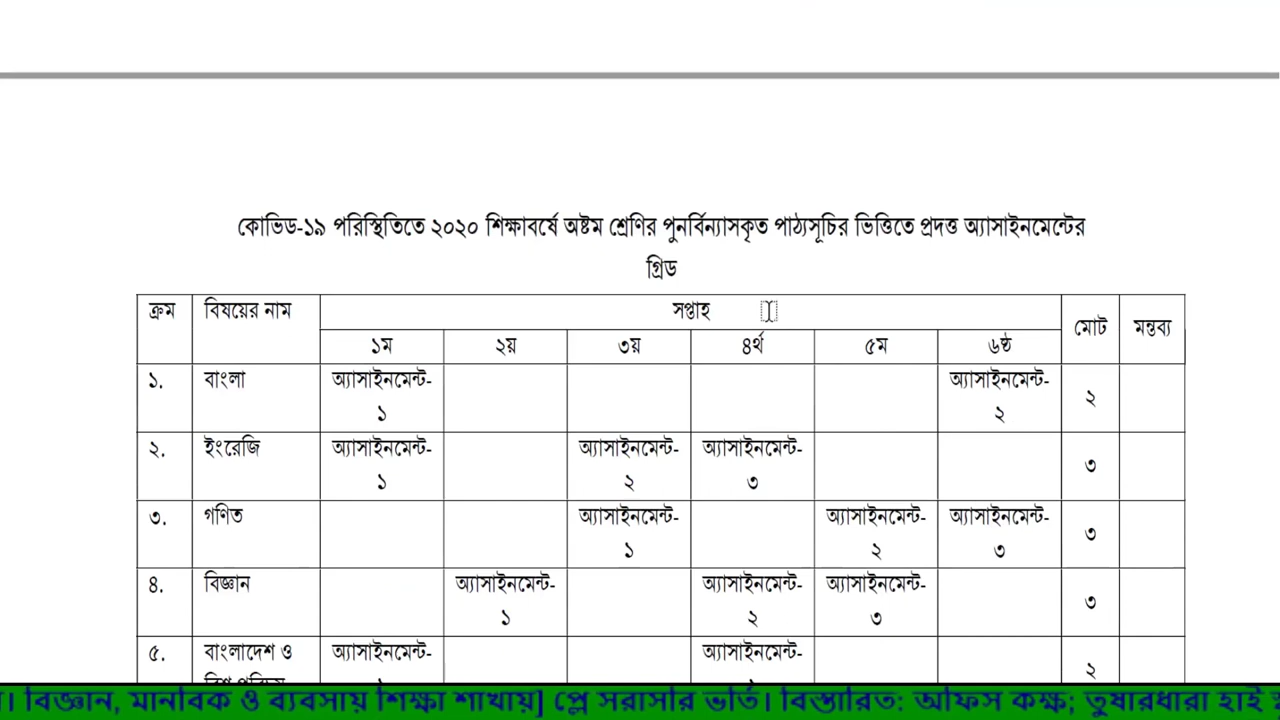 কোভিড-১৯ পরিস্থিতিতে ২০২০ শিক্ষাবর্ষে অষ্টম শ্রেণির পুনর্বিন্যাসকৃত পাঠ্যসূচির ভিত্তিতে প্রদত্ত অ্যাসাইনমেন্টের
গ্রিড
ক্রম বিষয়ের নাম সপ্তাহ মোট মন্তব্য
১ম ২য় ৩য় ৪র্থ ৫ম ৬ষ্ঠ
১. বাংলা অ্যাসাইনমেন্ট- অ্যাসাইনমেন্ট- ২
১ ২
২. ইংরেজি অ্যাসাইনমেন্ট- অ্যাসাইনমেন্ট- অ্যাসাইনমেন্ট- ৩
১ ২ ৩
৩. গণিত অ্যাসাইনমেন্ট- অ্যাসাইনমেন্ট- অ্যাসাইনমেন্ট- ৩
১ ২ ৩
৪. বিজ্ঞান অ্যাসাইনমেন্ট- অ্যাসাইনমেন্ট- অ্যাসাইনমেন্ট- ৩
১ ২ ৩
৫. বাংলাদেশ ও অ্যাসাইনমেন্ট- অ্যাসাইনমেন্ট- ২
। বিজ্ঞান, মানবিক ও ব্যবসায় শিক্ষা শাখায়] প্লে সরাসরি ভর্তি। বিস্তারিত: অফিস কক্ষ; তুষারধারা হাই